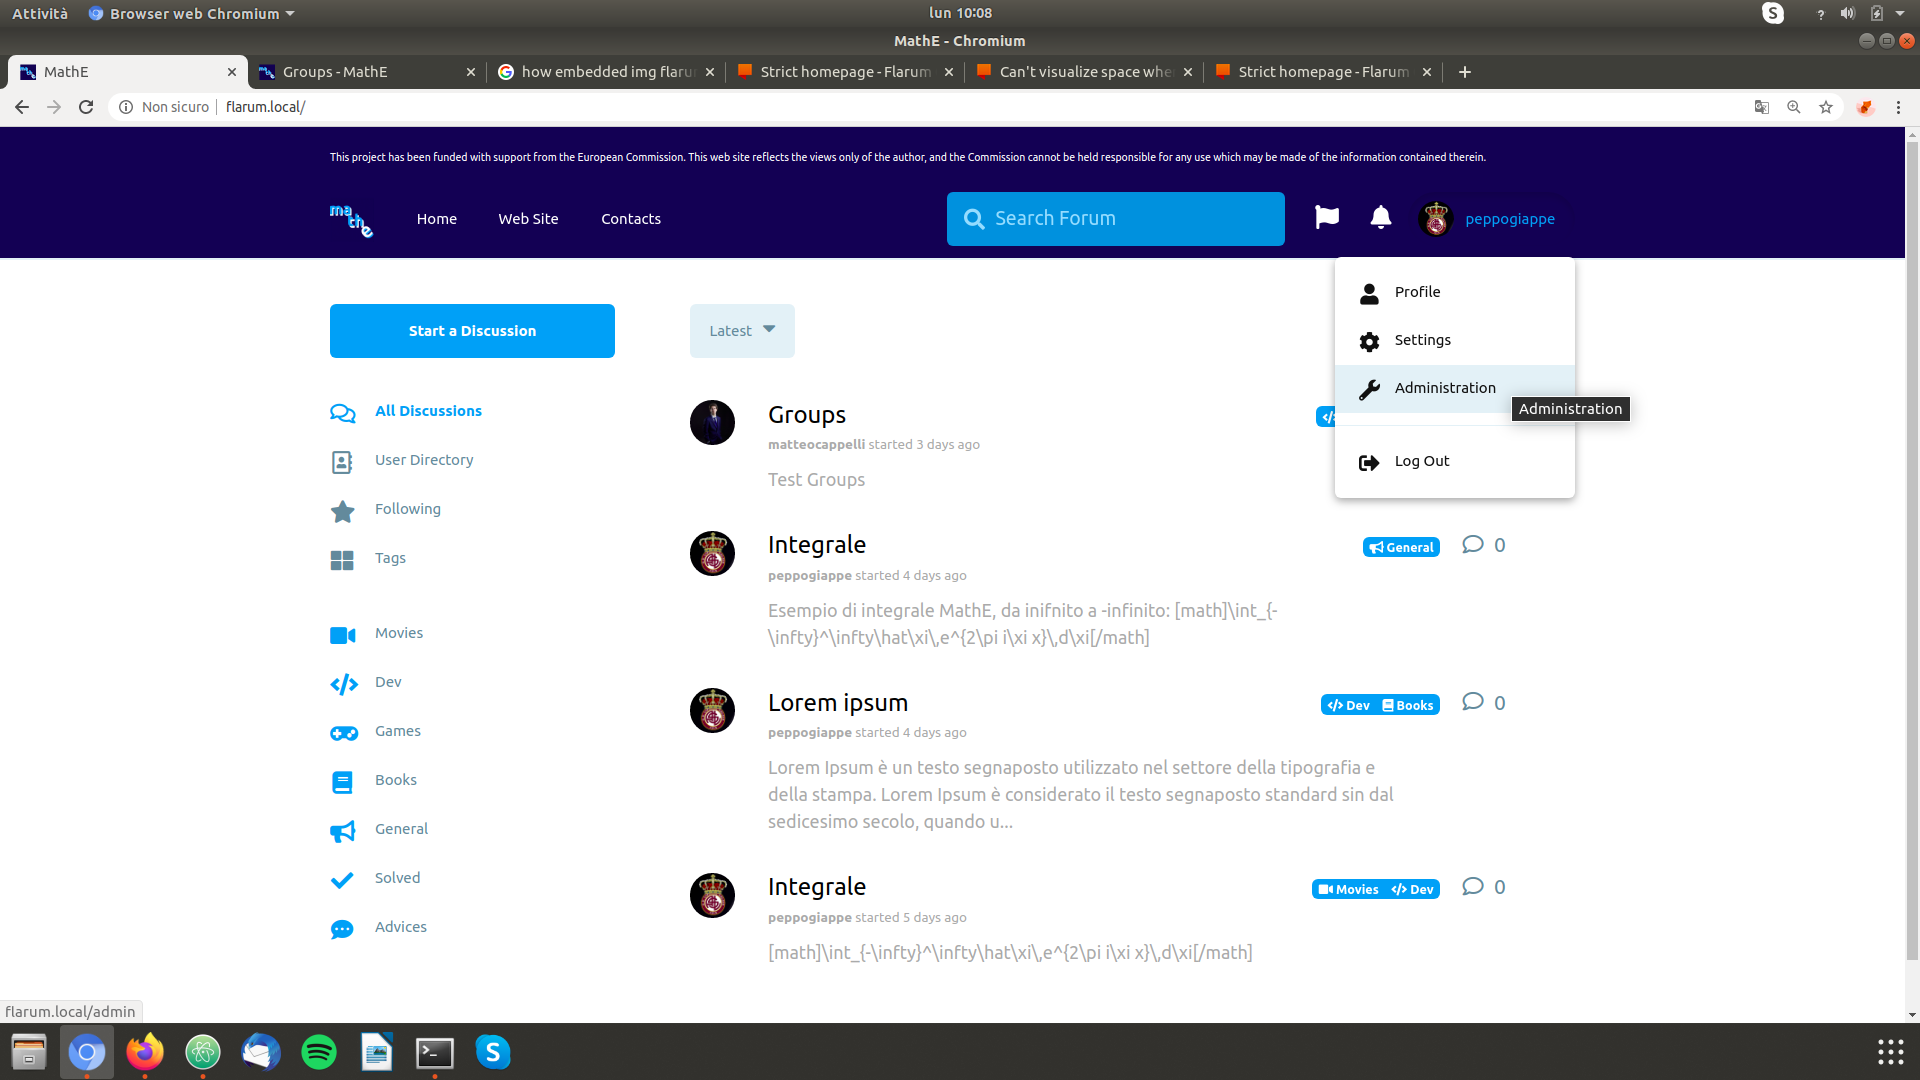 Attività Browser web Chromium lun 10:08
MathE - Chromium
MathE Groups - MathE how embedded img flaru Strict homepage - Flarum Can't visualize space whe Strict homepage - Flarum
Non sicuro flarum.local/
This project has been funded with support from the European Commission. This web site reflects the views only of the author, and the Commission cannot be held responsible for any use which may be made of the information contained therein.
mathe Home Web Site Contacts Search Forum peppogiappe
Profile
Settings
Administration
Administration
Log Out
Start a Discussion
All Discussions
User Directory
Following
Tags
Movies
Dev
Games
Books
General
Solved
Advices
Latest
Groups
matteocappelli started 3 days ago
Test Groups
Integrale General 0
peppogiappe started 4 days ago
Esempio di integrale MathE, da inifnito a -infinito: [math]\int_{-
\infty}^\infty\hat\xi\,e^{2\pi i\xi x}\,d\xi[/math]
Lorem ipsum Dev Books 0
peppogiappe started 4 days ago
Lorem Ipsum è un testo segnaposto utilizzato nel settore della tipografia e
della stampa. Lorem Ipsum è considerato il testo segnaposto standard sin dal
sedicesimo secolo, quando u...
Integrale Movies Dev 0
peppogiappe started 5 days ago
[math]\int_{-\infty}^\infty\hat\xi\,e^{2\pi i\xi x}\,d\xi[/math]
flarum.local/admin